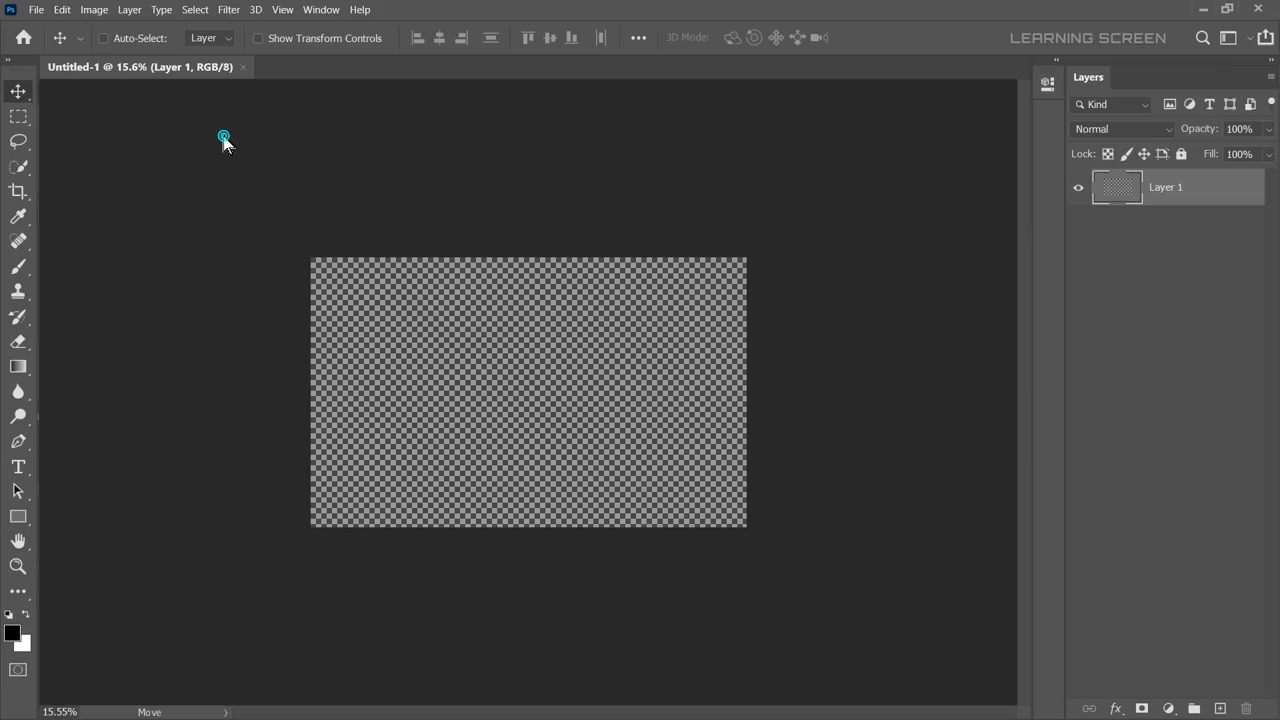 Ps File Edit Image Layer Type Select Filter 3D View Window Help
Auto-Select: Layer Show Transform Controls 3D Mode: LEARNING SCREEN
Untitled-1 @ 15.6% (Layer 1, RGB/8)
Layers
Kind
Normal Opacity: 100%
Lock: Fill: 100%
Layer 1
15.55% Move